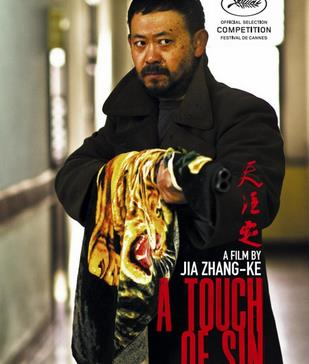 OFFICIAL SELECTION
COMPETITION
FESTIVAL DE CANNES
天注定
A FILM BY
JIA ZHANG-KE
A TOUCH
OF SIN